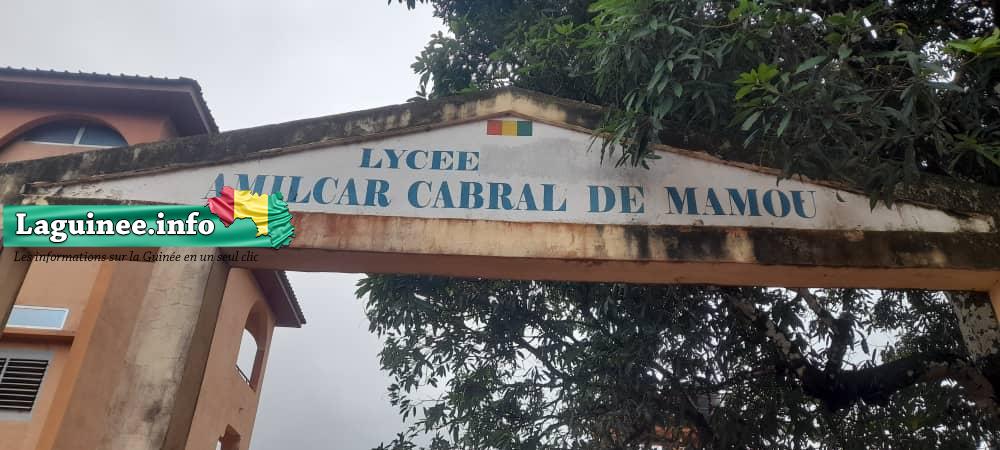 LYCEE
AMILCAR CABRAL DE MAMOU
Laguinee.info
Les informations sur la Guinée en un seul clic